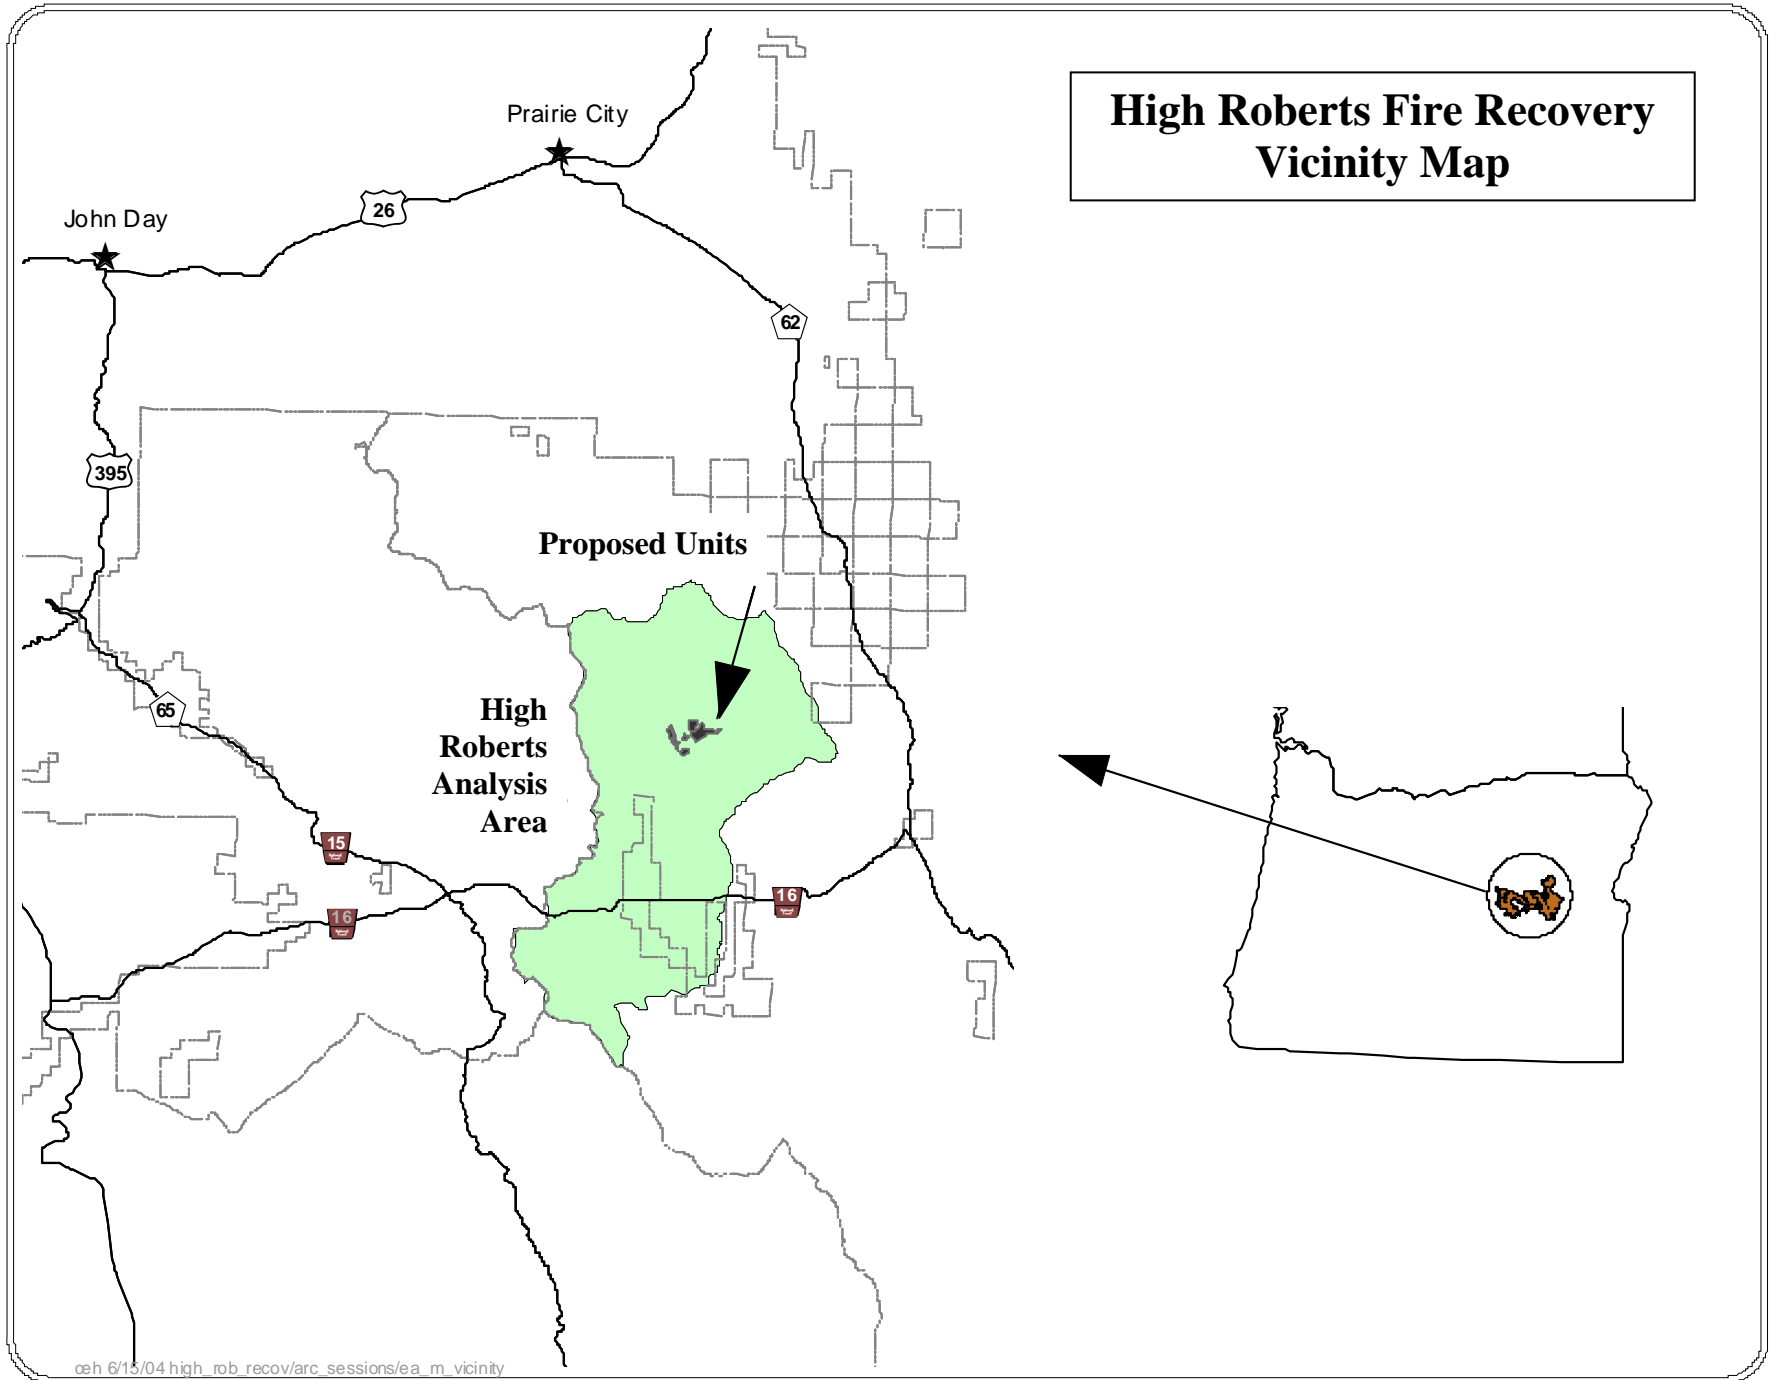 High Roberts Fire Recovery
Vicinity Map
Prairie City
26
John Day
62
395
Proposed Units
65
High
Roberts
Analysis
Area
15
16
16
œh 6/15/04 high_rob_recov/arc_sessions/ea_m_vicinity